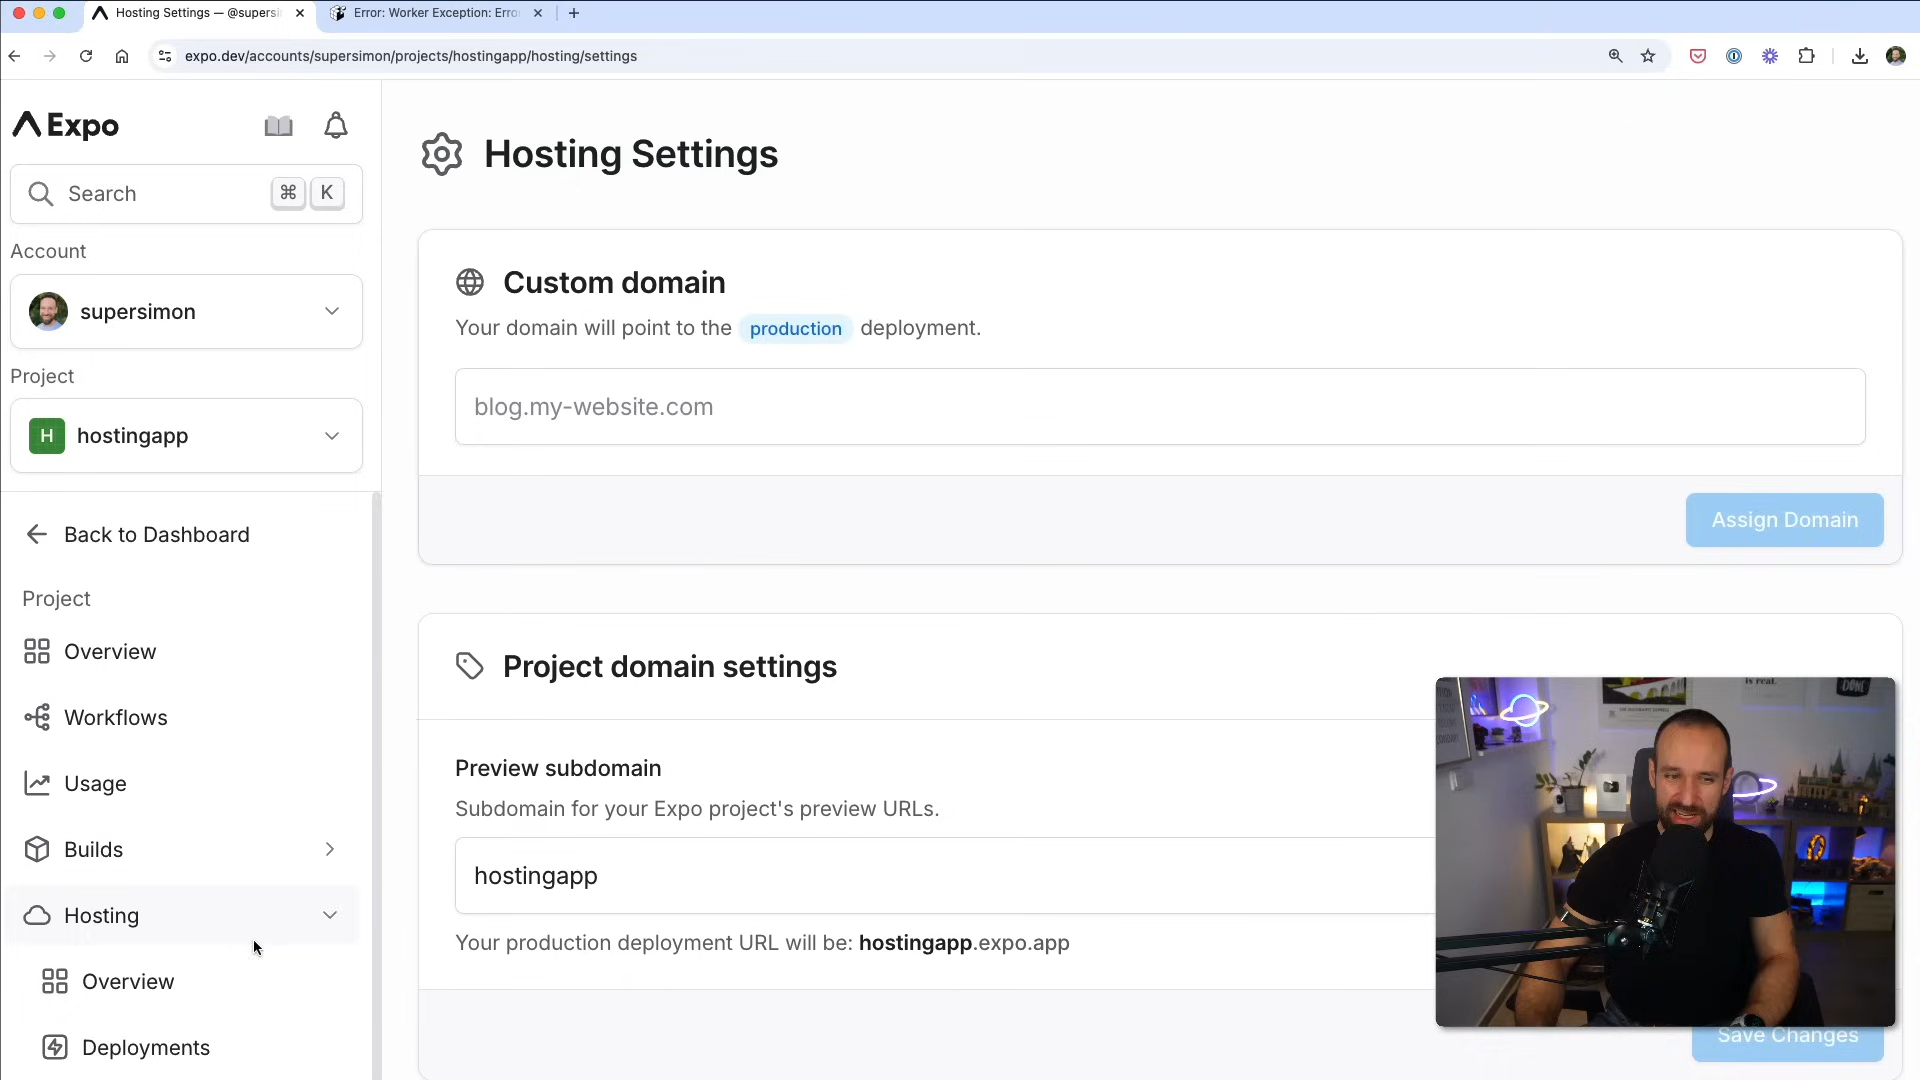 Hosting Settings — @supersi
Error: Worker Exception: Erro
expo.dev/accounts/supersimon/projects/hostingapp/hosting/settings
Expo
Search ⌘ K
Account
supersimon
Project
H hostingapp
Back to Dashboard
Project
Overview
Workflows
Usage
Builds
Hosting
Overview
Deployments
Hosting Settings
Custom domain
Your domain will point to the production deployment.
blog.my-website.com
Assign Domain
Project domain settings
Preview subdomain
Subdomain for your Expo project's preview URLs.
hostingapp
Your production deployment URL will be: hostingapp.expo.app
is real.
DONE
Save Changes